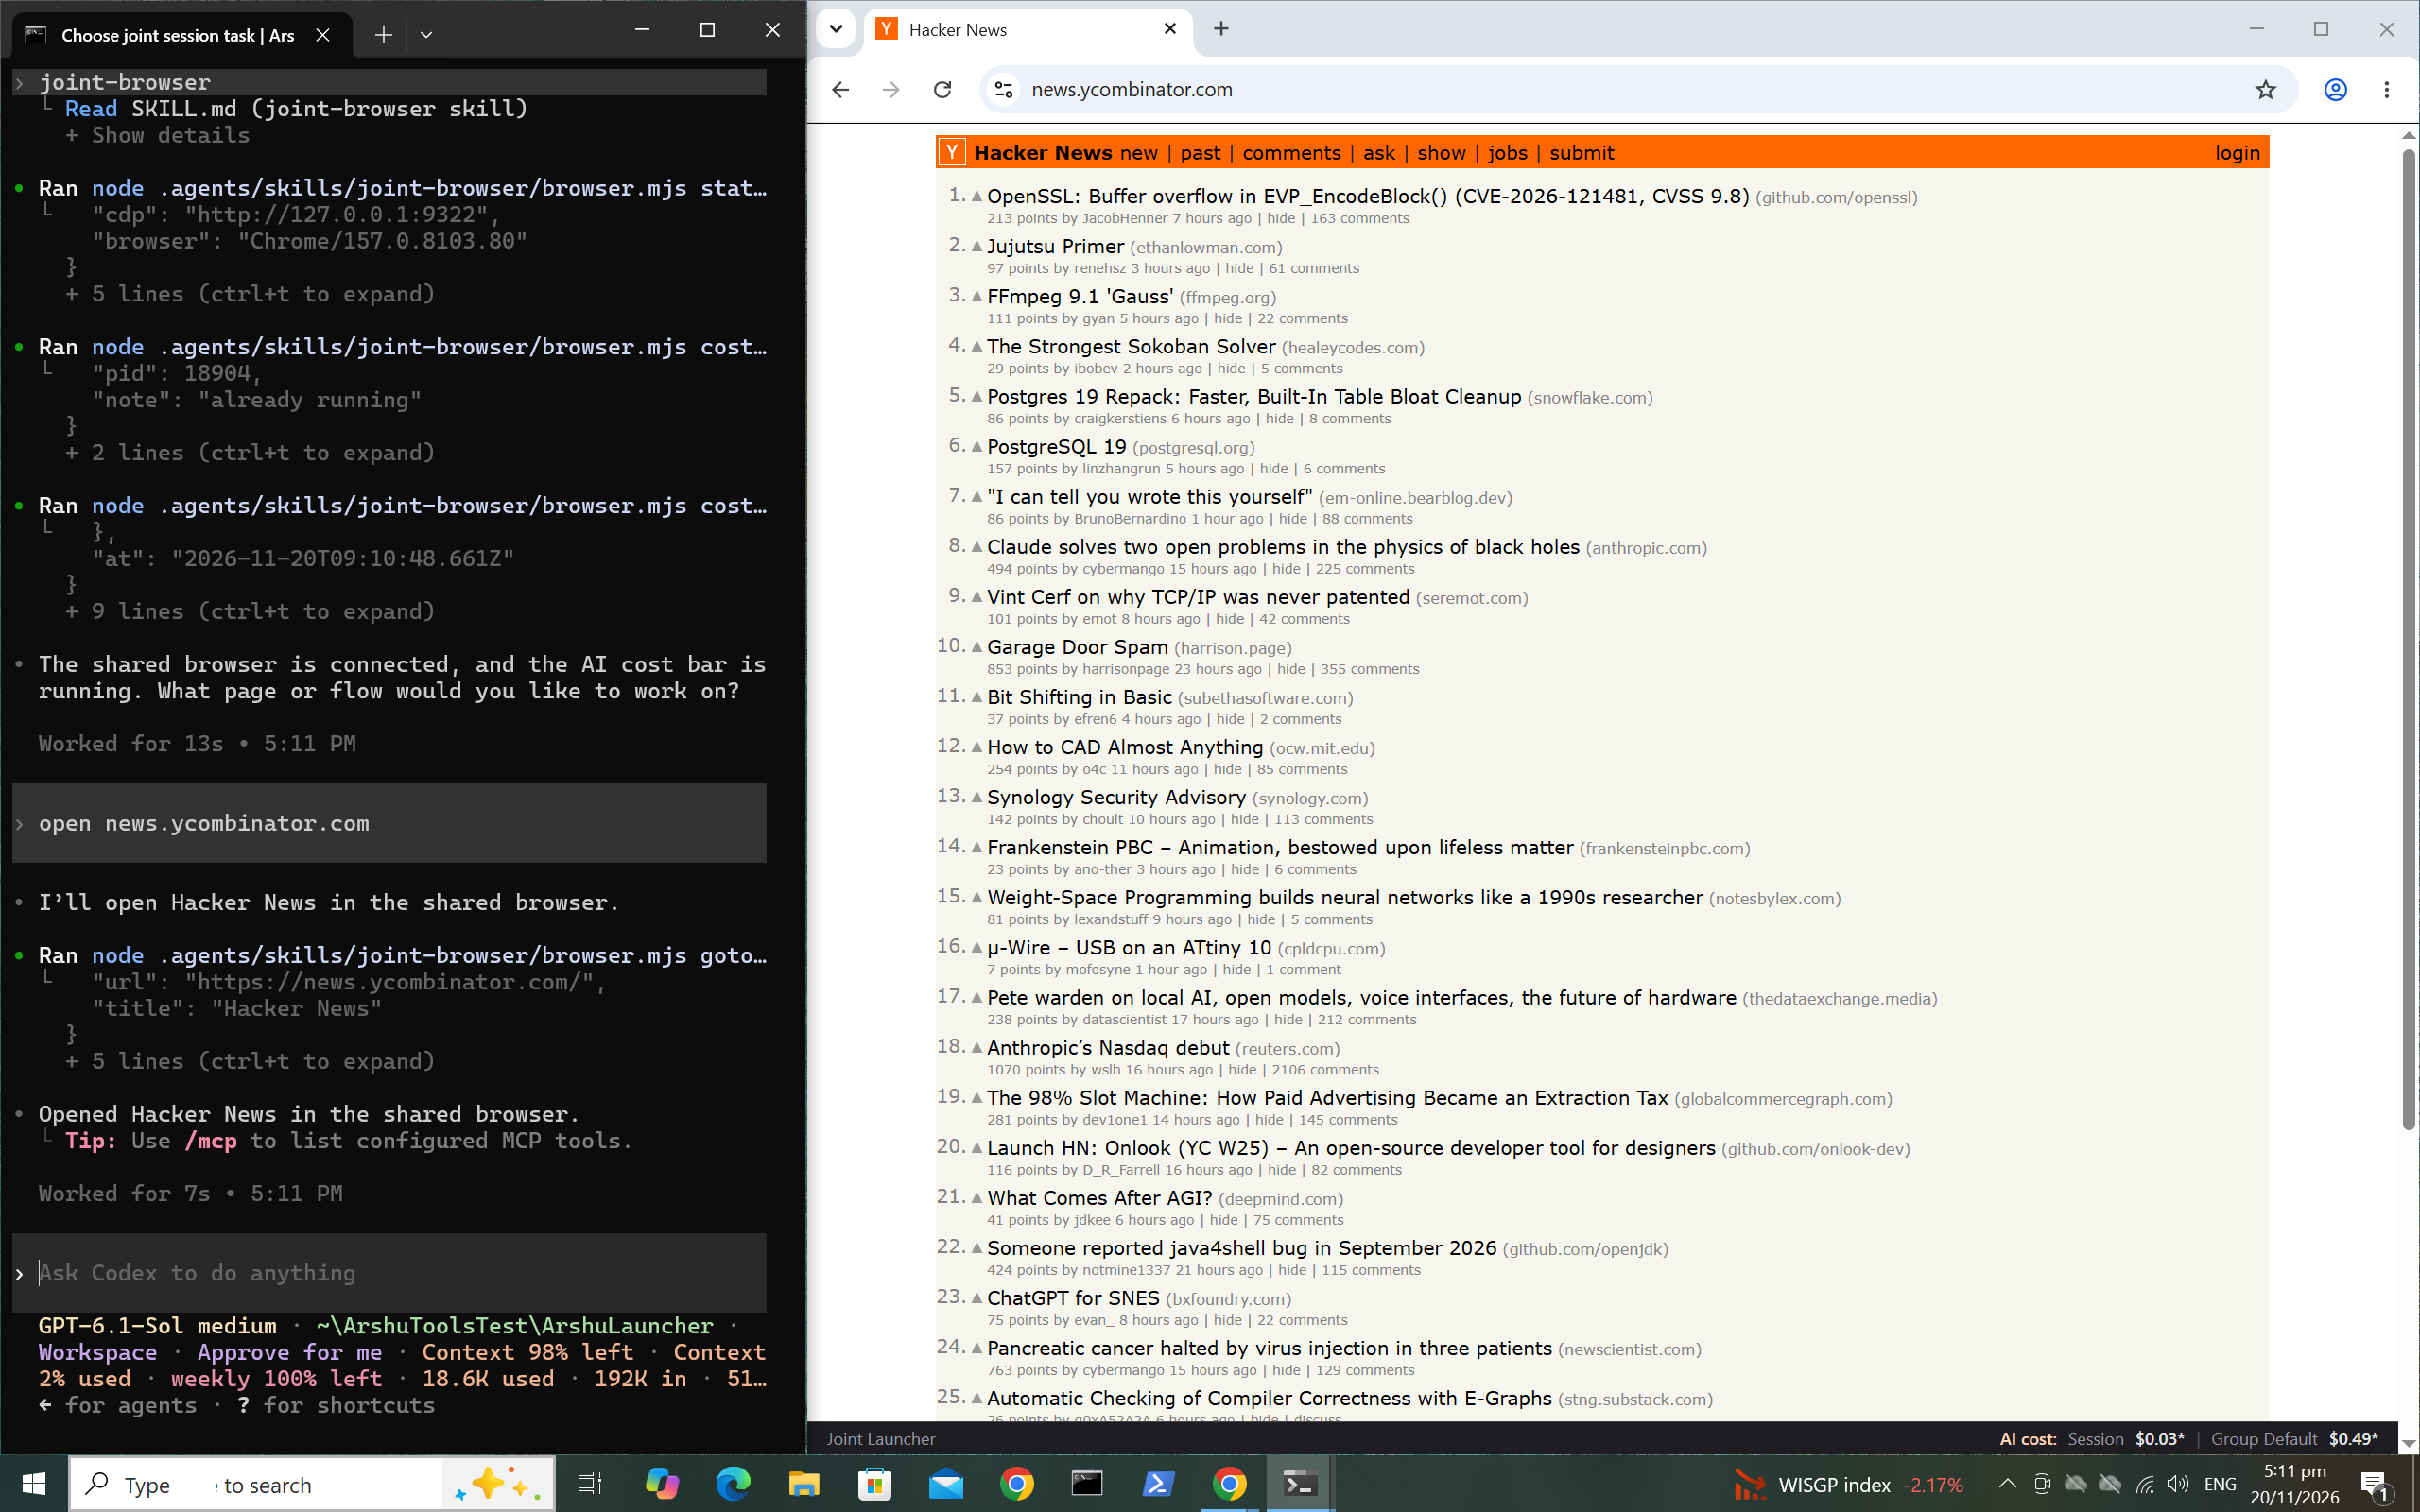 Choose joint session task | Ars
› joint-browser
└ Read SKILL.md (joint-browser skill)
+ Show details
• Ran node .agents/skills/joint-browser/browser.mjs stat…
└ "cdp": "http://127.0.0.1:9322",
"browser": "Chrome/157.0.8103.80"
}
+ 5 lines (ctrl+t to expand)
• Ran node .agents/skills/joint-browser/browser.mjs cost…
└ "pid": 18904,
"note": "already running"
}
+ 2 lines (ctrl+t to expand)
• Ran node .agents/skills/joint-browser/browser.mjs cost…
└ },
"at": "2026-11-20T09:10:48.661Z"
}
+ 9 lines (ctrl+t to expand)
• The shared browser is connected, and the AI cost bar is
running. What page or flow would you like to work on?
Worked for 13s • 5:11 PM
› open news.ycombinator.com
• I’ll open Hacker News in the shared browser.
• Ran node .agents/skills/joint-browser/browser.mjs goto…
└ "url": "https://news.ycombinator.com/",
"title": "Hacker News"
}
+ 5 lines (ctrl+t to expand)
• Opened Hacker News in the shared browser.
└ Tip: Use /mcp to list configured MCP tools.
Worked for 7s • 5:11 PM
› Ask Codex to do anything
GPT-6.1-Sol medium · ~\ArshuToolsTest\ArshuLauncher ·
Workspace · Approve for me · Context 98% left · Context
2% used · weekly 100% left · 18.6K used · 192K in · 51…
← for agents · ? for shortcuts
Hacker News
news.ycombinator.com
Y Hacker News new | past | comments | ask | show | jobs | submit login
1. ▲ OpenSSL: Buffer overflow in EVP_EncodeBlock() (CVE-2026-121481, CVSS 9.8) (github.com/openssl)
213 points by JacobHenner 7 hours ago | hide | 163 comments
2. ▲ Jujutsu Primer (ethanlowman.com)
97 points by renehsz 3 hours ago | hide | 61 comments
3. ▲ FFmpeg 9.1 'Gauss' (ffmpeg.org)
111 points by gyan 5 hours ago | hide | 22 comments
4. ▲ The Strongest Sokoban Solver (healeycodes.com)
29 points by ibobev 2 hours ago | hide | 5 comments
5. ▲ Postgres 19 Repack: Faster, Built-In Table Bloat Cleanup (snowflake.com)
86 points by craigkerstiens 6 hours ago | hide | 8 comments
6. ▲ PostgreSQL 19 (postgresql.org)
157 points by linzhangrun 5 hours ago | hide | 6 comments
7. ▲ "I can tell you wrote this yourself" (em-online.bearblog.dev)
86 points by BrunoBernardino 1 hour ago | hide | 88 comments
8. ▲ Claude solves two open problems in the physics of black holes (anthropic.com)
494 points by cybermango 15 hours ago | hide | 225 comments
9. ▲ Vint Cerf on why TCP/IP was never patented (seremot.com)
101 points by emot 8 hours ago | hide | 42 comments
10. ▲ Garage Door Spam (harrison.page)
853 points by harrisonpage 23 hours ago | hide | 355 comments
11. ▲ Bit Shifting in Basic (subethasoftware.com)
37 points by efren6 4 hours ago | hide | 2 comments
12. ▲ How to CAD Almost Anything (ocw.mit.edu)
254 points by o4c 11 hours ago | hide | 85 comments
13. ▲ Synology Security Advisory (synology.com)
142 points by choult 10 hours ago | hide | 113 comments
14. ▲ Frankenstein PBC – Animation, bestowed upon lifeless matter (frankensteinpbc.com)
23 points by ano-ther 3 hours ago | hide | 6 comments
15. ▲ Weight-Space Programming builds neural networks like a 1990s researcher (notesbylex.com)
81 points by lexandstuff 9 hours ago | hide | 5 comments
16. ▲ µ-Wire – USB on an ATtiny 10 (cpldcpu.com)
7 points by mofosyne 1 hour ago | hide | 1 comment
17. ▲ Pete warden on local AI, open models, voice interfaces, the future of hardware (thedataexchange.media)
238 points by datascientist 17 hours ago | hide | 212 comments
18. ▲ Anthropic’s Nasdaq debut (reuters.com)
1070 points by wslh 16 hours ago | hide | 2106 comments
19. ▲ The 98% Slot Machine: How Paid Advertising Became an Extraction Tax (globalcommercegraph.com)
281 points by dev1one1 14 hours ago | hide | 145 comments
20. ▲ Launch HN: Onlook (YC W25) – An open-source developer tool for designers (github.com/onlook-dev)
116 points by D_R_Farrell 16 hours ago | hide | 82 comments
21. ▲ What Comes After AGI? (deepmind.com)
41 points by jdkee 6 hours ago | hide | 75 comments
22. ▲ Someone reported java4shell bug in September 2026 (github.com/openjdk)
424 points by notmine1337 21 hours ago | hide | 115 comments
23. ▲ ChatGPT for SNES (bxfoundry.com)
75 points by evan_ 8 hours ago | hide | 22 comments
24. ▲ Pancreatic cancer halted by virus injection in three patients (newscientist.com)
763 points by cybermango 15 hours ago | hide | 129 comments
25. ▲ Automatic Checking of Compiler Correctness with E-Graphs (stng.substack.com)
26 points by 6 hours ago | hide | discuss
Joint Launcher AI cost: Session $0.03* | Group Default $0.49*
Type to search
WISGP index -2.17%
ENG
5:11 pm
20/11/2026
1